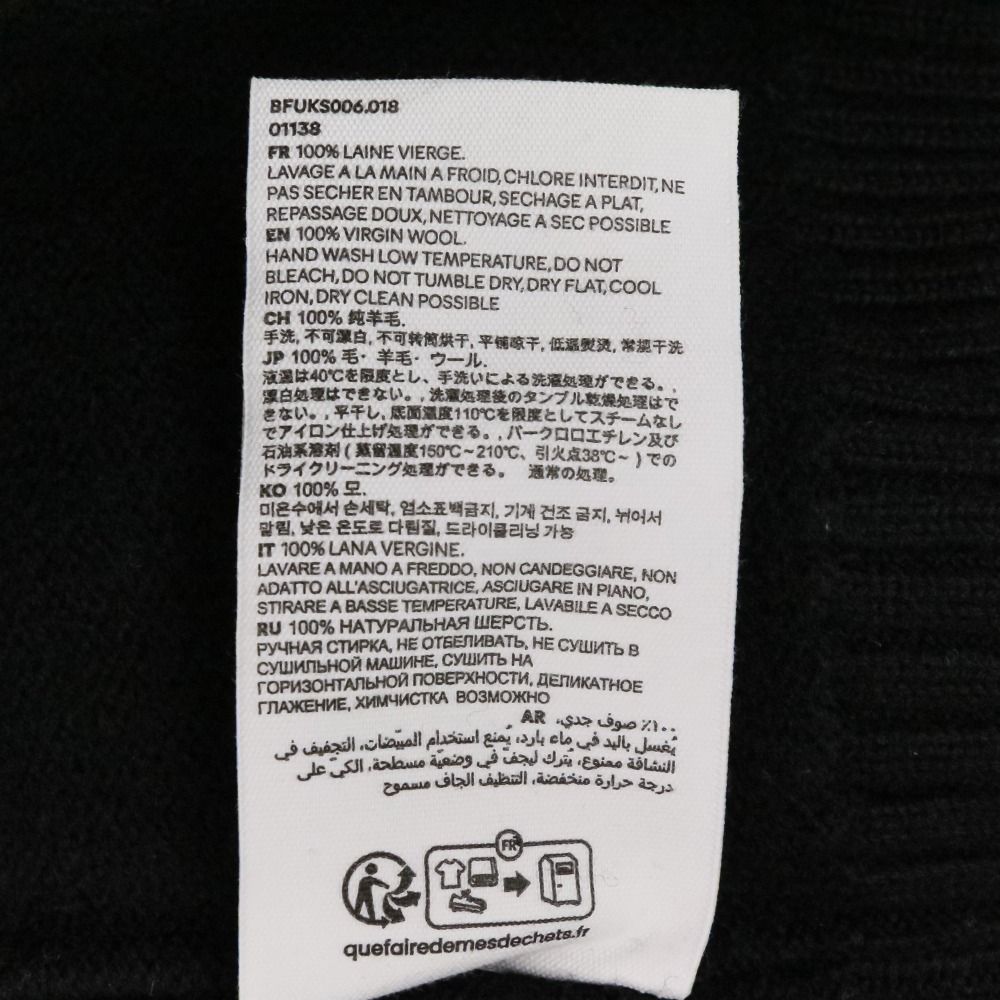 BFUKS006.018
01138
FR 100% LAINE VIERGE.
LAVAGE A LA MAIN A FROID, CHLORE INTERDIT, NE
PAS SECHER EN TAMBOUR, SECHAGE A PLAT,
REPASSAGE DOUX, NETTOYAGE A SEC POSSIBLE
EN 100% VIRGIN WOOL.
HAND WASH LOW TEMPERATURE, DO NOT
BLEACH, DO NOT TUMBLE DRY, DRY FLAT, COOL
IRON, DRY CLEAN POSSIBLE
CH 100% 纯羊毛.
手洗, 不可漂白, 不可转筒烘干, 平铺晾干, 低温熨烫, 常规干洗
JP 100% 毛・ 羊毛・ ウール.
液温は40℃を限度とし、手洗いによる洗濯処理ができる。,
漂白処理はできない。, 洗濯処理後のタンブル乾燥処理はで
きない。, 平干し, 底面温度110℃を限度としてスチームなし
でアイロン仕上げ処理ができる。, パークロロエチレン及び
石油系溶剤 ( 蒸留温度150℃~210℃、引火点38℃~ ) での
ドライクリーニング処理ができる。 通常の処理。
KO 100% 모.
미온수에서 손세탁, 염소표백금지, 기계 건조 금지, 뉘어서
말림, 낮은 온도로 다림질, 드라이클리닝 가능
IT 100% LANA VERGINE.
LAVARE A MANO A FREDDO, NON CANDEGGIARE, NON
ADATTO ALL'ASCIUGATRICE, ASCIUGARE IN PIANO,
STIRARE A BASSE TEMPERATURE, LAVABILE A SECCO
RU 100% НАТУРАЛЬНАЯ ШЕРСТЬ.
РУЧНАЯ СТИРКА, НЕ ОТБЕЛИВАТЬ, НЕ СУШИТЬ В
СУШИЛЬНОЙ МАШИНЕ, СУШИТЬ НА
ГОРИЗОНТАЛЬНОЙ ПОВЕРХНОСТИ, ДЕЛИКАТНОЕ
ГЛАЖЕНИЕ, ХИМЧИСТКА ВОЗМОЖНО
١٠٠٪ صوف جدي، AR
يُغسل باليد في ماء بارد، يُمنع استخدام المبيّضات، التجفيف في
النشافة ممنوع، يُترك ليجفّ في وضعيّة مسطحة، الكيّ على
درجة حرارة منخفضة، التنظيف الجاف مسموح
FR
quefairedemesdechets.fr